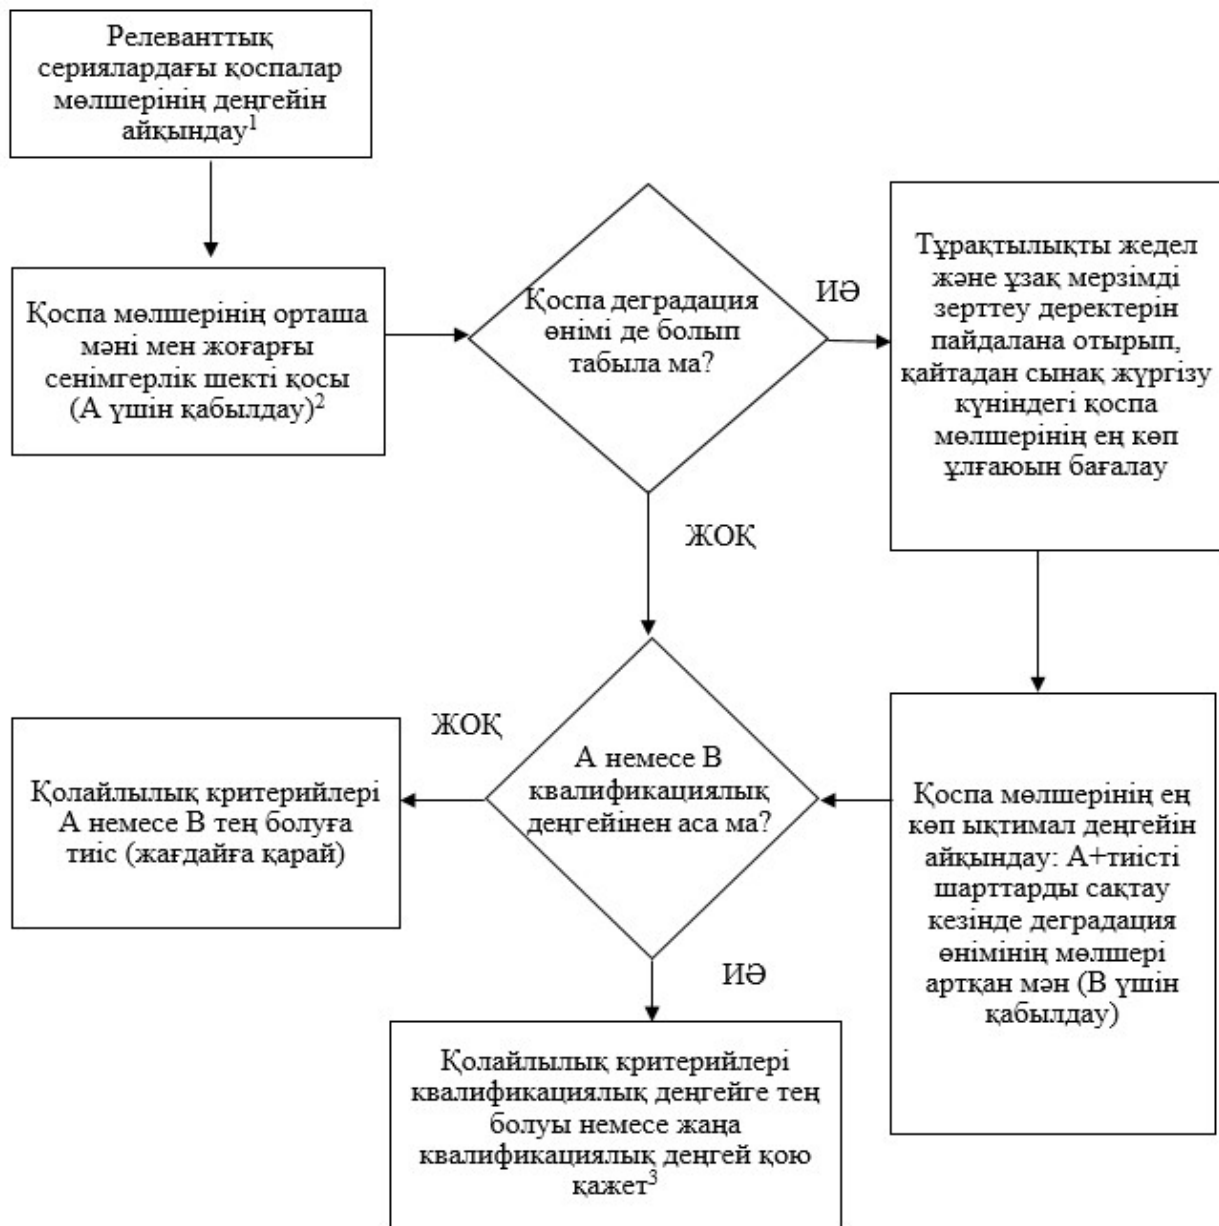 Релеванттық
сериялардағы қоспалар
мөлшерінің деңгейін
айқындау¹
Қоспа мөлшерінің орташа
мәні мен жоғарғы
сенімгерлік шекті қосы
(А үшін қабылдау)²
Қоспа деградация
өнімі де болып
табыла ма?
ИӘ
Тұрақтылықты жедел
және ұзақ мерзімді
зерттеу деректерін
пайдалана отырып,
қайтадан сынақ жүргізу
күніндегі қоспа
мөлшерінің ең көп
ұлғаюын бағалау
ЖОҚ
Қоспа мөлшерінің ең
көп ықтимал деңгейін
айқындау: А+тиісті
шарттарды сақтау
кезінде деградация
өнімінің мөлшері
артқан мән (В үшін
қабылдау)
А немесе В
квалификациялық
деңгейінен аса ма?
ЖОҚ
Қолайлылық критерийлері
А немесе В тең болуға
тиіс (жағдайға қарай)
ИӘ
Қолайлылық критерийлері
квалификациялық деңгейге тең
болуы немесе жаңа
квалификациялық деңгей қою
қажет³